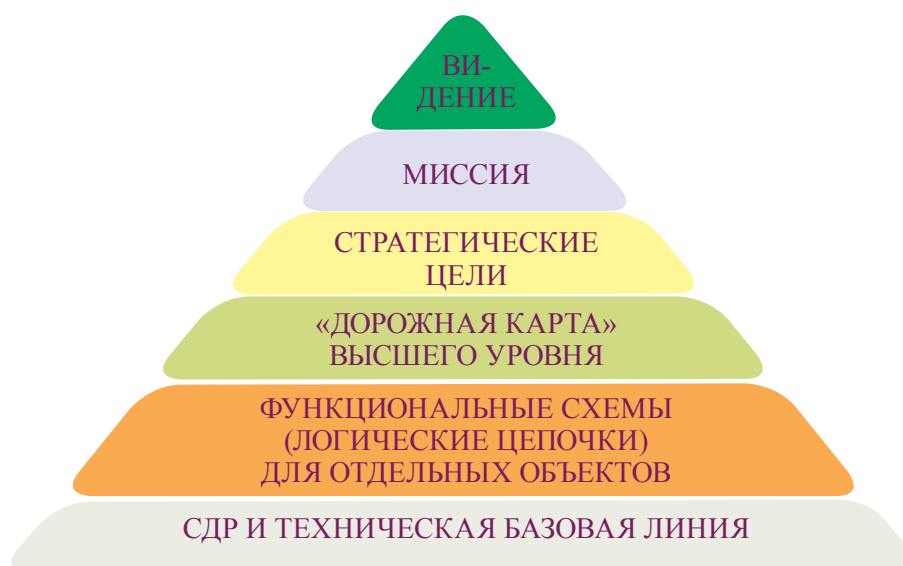 ВИ-
ДЕНИЕ
МИССИЯ
СТРАТЕГИЧЕСКИЕ
ЦЕЛИ
«ДОРОЖНАЯ КАРТА»
ВЫСШЕГО УРОВНЯ
ФУНКЦИОНАЛЬНЫЕ СХЕМЫ
(ЛОГИЧЕСКИЕ ЦЕПОЧКИ)
ДЛЯ ОТДЕЛЬНЫХ ОБЪЕКТОВ
СДР И ТЕХНИЧЕСКАЯ БАЗОВАЯ ЛИНИЯ